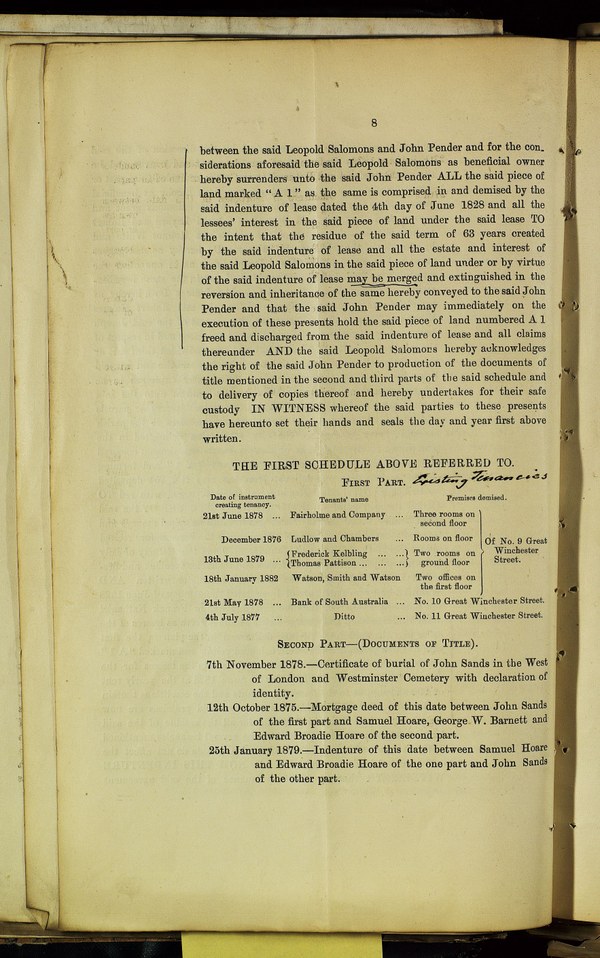 8
between the said Leopold Salomons and John Pender and for the con-
siderations aforesaid the said Leopold Salomons as beneficial owner
hereby surrenders unto the said John Pender ALL the said piece of
land marked “A 1” as the same is comprised in and demised by the
said indenture of lease dated the 4th day of June 1828 and all the
lessees' interest in the said piece of land under the said lease TO
the intent that the residue of the said term of 63 years created
by the said indenture of lease and all the estate and interest of
the said Leopold Salomons in the said piece of land under or by virtue
of the said indenture of lease may be merged and extinguished in the
reversion and inheritance of the same hereby conveyed to the said John
Pender and that the said John Pender may immediately on the
execution of these presents hold the said piece of land numbered A 1
freed and discharged from the said indenture of lease and all claims
thereunder AND the said Leopold Salomons hereby acknowledges
the right of the said John Pender to production of the documents of
title mentioned in the second and third parts of the said schedule and
to delivery of copies thereof and hereby undertakes for their safe
custody IN WITNESS whereof the said parties to these presents
have hereunto set their hands and seals the day and year first above
written.
THE FIRST SCHEDULE ABOVE REFERRED TO.
FIRST PART. Existing Tenancies
Date of instrument creating tenancy. Tenants' name Premises demised.
21st June 1878 ... Fairholme and Company ... Three rooms on
second floor
December 1876 Ludlow and Chambers ... Rooms on floor
13th June 1879 ... {Frederick Kelbling ... ...} Two rooms on
{Thomas Pattison ... ... ...} ground floor
18th January 1882 Watson, Smith and Watson Two offices on
the first floor
Of No. 9 Great
Winchester
Street.
21st May 1878 ... Bank of South Australia ... No. 10 Great Winchester Street.
4th July 1877 ... Ditto ... No. 11 Great Winchester Street.
SECOND PART—(DOCUMENTS OF TITLE).
7th November 1878.—Certificate of burial of John Sands in the West
of London and Westminster Cemetery with declaration of
identity.
12th October 1875.—Mortgage deed of this date between John Sands
of the first part and Samuel Hoare, George W. Barnett and
Edward Broadie Hoare of the second part.
25th January 1879.—Indenture of this date between Samuel Hoare
and Edward Broadie Hoare of the one part and John Sands
of the other part.